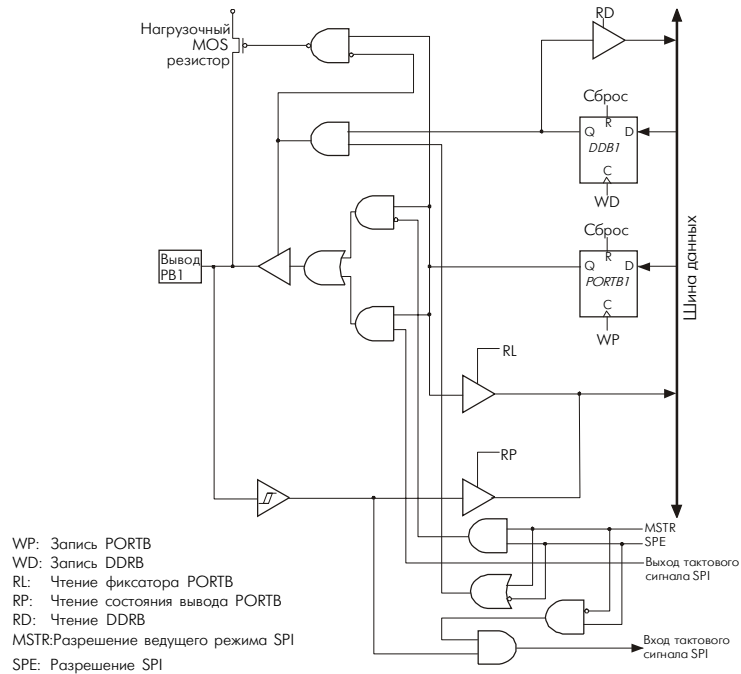 RD
Нагрузочный
MOS
резистор
Сброс
R
Q D
DDB1
C
WD
Сброс
R
Q D
PORTB1
C
WP
Вывод
PB1
Шина данных
RL
RP
MSTR
SPE
Выход тактового
сигнала SPI
Вход тактового
сигнала SPI
WP: Запись PORTB
WD: Запись DDRB
RL: Чтение фиксатора PORTB
RP: Чтение состояния вывода PORTB
RD: Чтение DDRB
MSTR:Разрешение ведущего режима SPI
SPE: Разрешение SPI